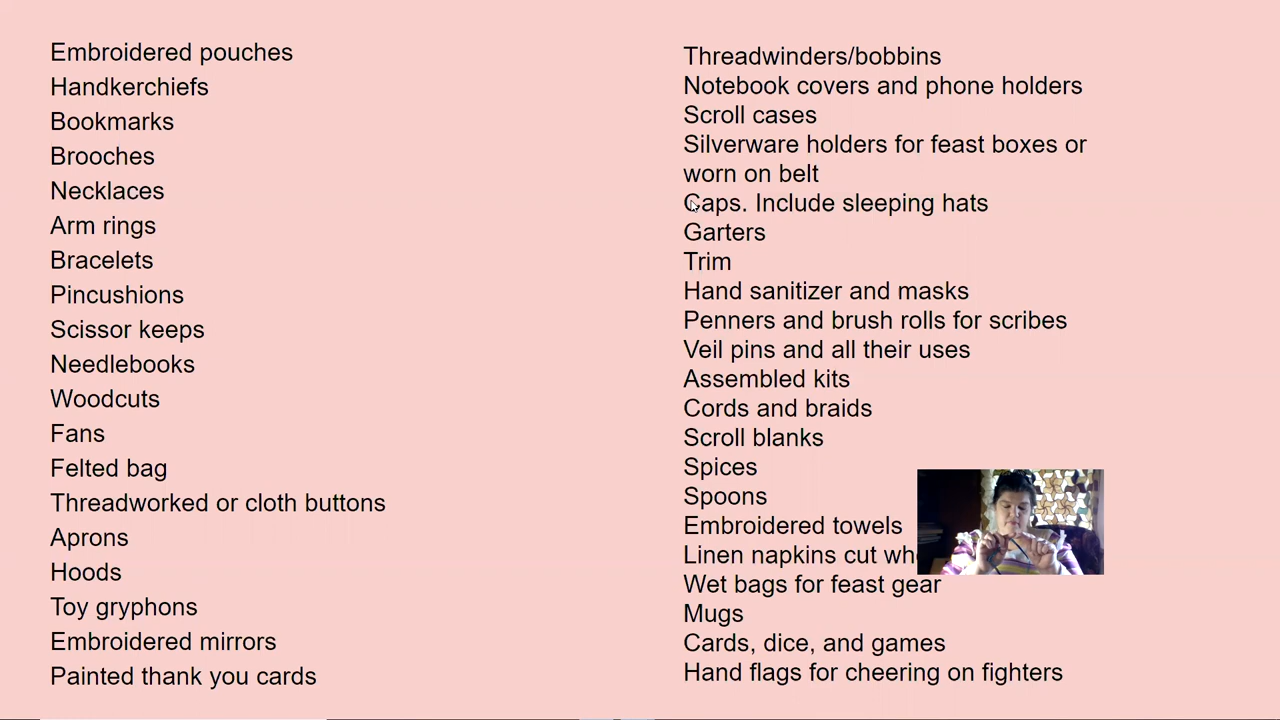 Embroidered pouches
Handkerchiefs
Bookmarks
Brooches
Necklaces
Arm rings
Bracelets
Pincushions
Scissor keeps
Needlebooks
Woodcuts
Fans
Felted bag
Threadworked or cloth buttons
Aprons
Hoods
Toy gryphons
Embroidered mirrors
Painted thank you cards
Threadwinders/bobbins
Notebook covers and phone holders
Scroll cases
Silverware holders for feast boxes or
worn on belt
Caps. Include sleeping hats
Garters
Trim
Hand sanitizer and masks
Penners and brush rolls for scribes
Veil pins and all their uses
Assembled kits
Cords and braids
Scroll blanks
Spices
Spoons
Embroidered towels
Linen napkins cut
Wet bags for feast gear
Mugs
Cards, dice, and games
Hand flags for cheering on fighters